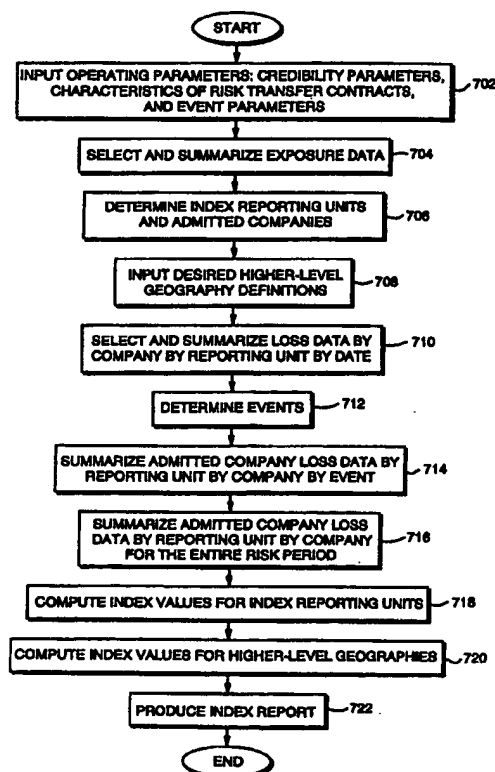 START
INPUT OPERATING PARAMETERS: CREDIBILITY PARAMETERS,
CHARACTERISTICS OF RISK TRANSFER CONTRACTS,
AND EVENT PARAMETERS
702
SELECT AND SUMMARIZE EXPOSURE DATA
704
DETERMINE INDEX REPORTING UNITS
AND ADMITTED COMPANIES
706
INPUT DESIRED HIGHER-LEVEL
GEOGRAPHY DEFINITIONS
708
SELECT AND SUMMARIZE LOSS DATA BY
COMPANY BY REPORTING UNIT BY DATE
710
DETERMINE EVENTS
712
SUMMARIZE ADMITTED COMPANY LOSS DATA BY
REPORTING UNIT BY COMPANY BY EVENT
714
SUMMARIZE ADMITTED COMPANY LOSS
DATA BY REPORTING UNIT BY COMPANY
FOR THE ENTIRE RISK PERIOD
716
COMPUTE INDEX VALUES FOR INDEX REPORTING UNITS
718
COMPUTE INDEX VALUES FOR HIGHER-LEVEL GEOGRAPHIES
720
PRODUCE INDEX REPORT
722
END